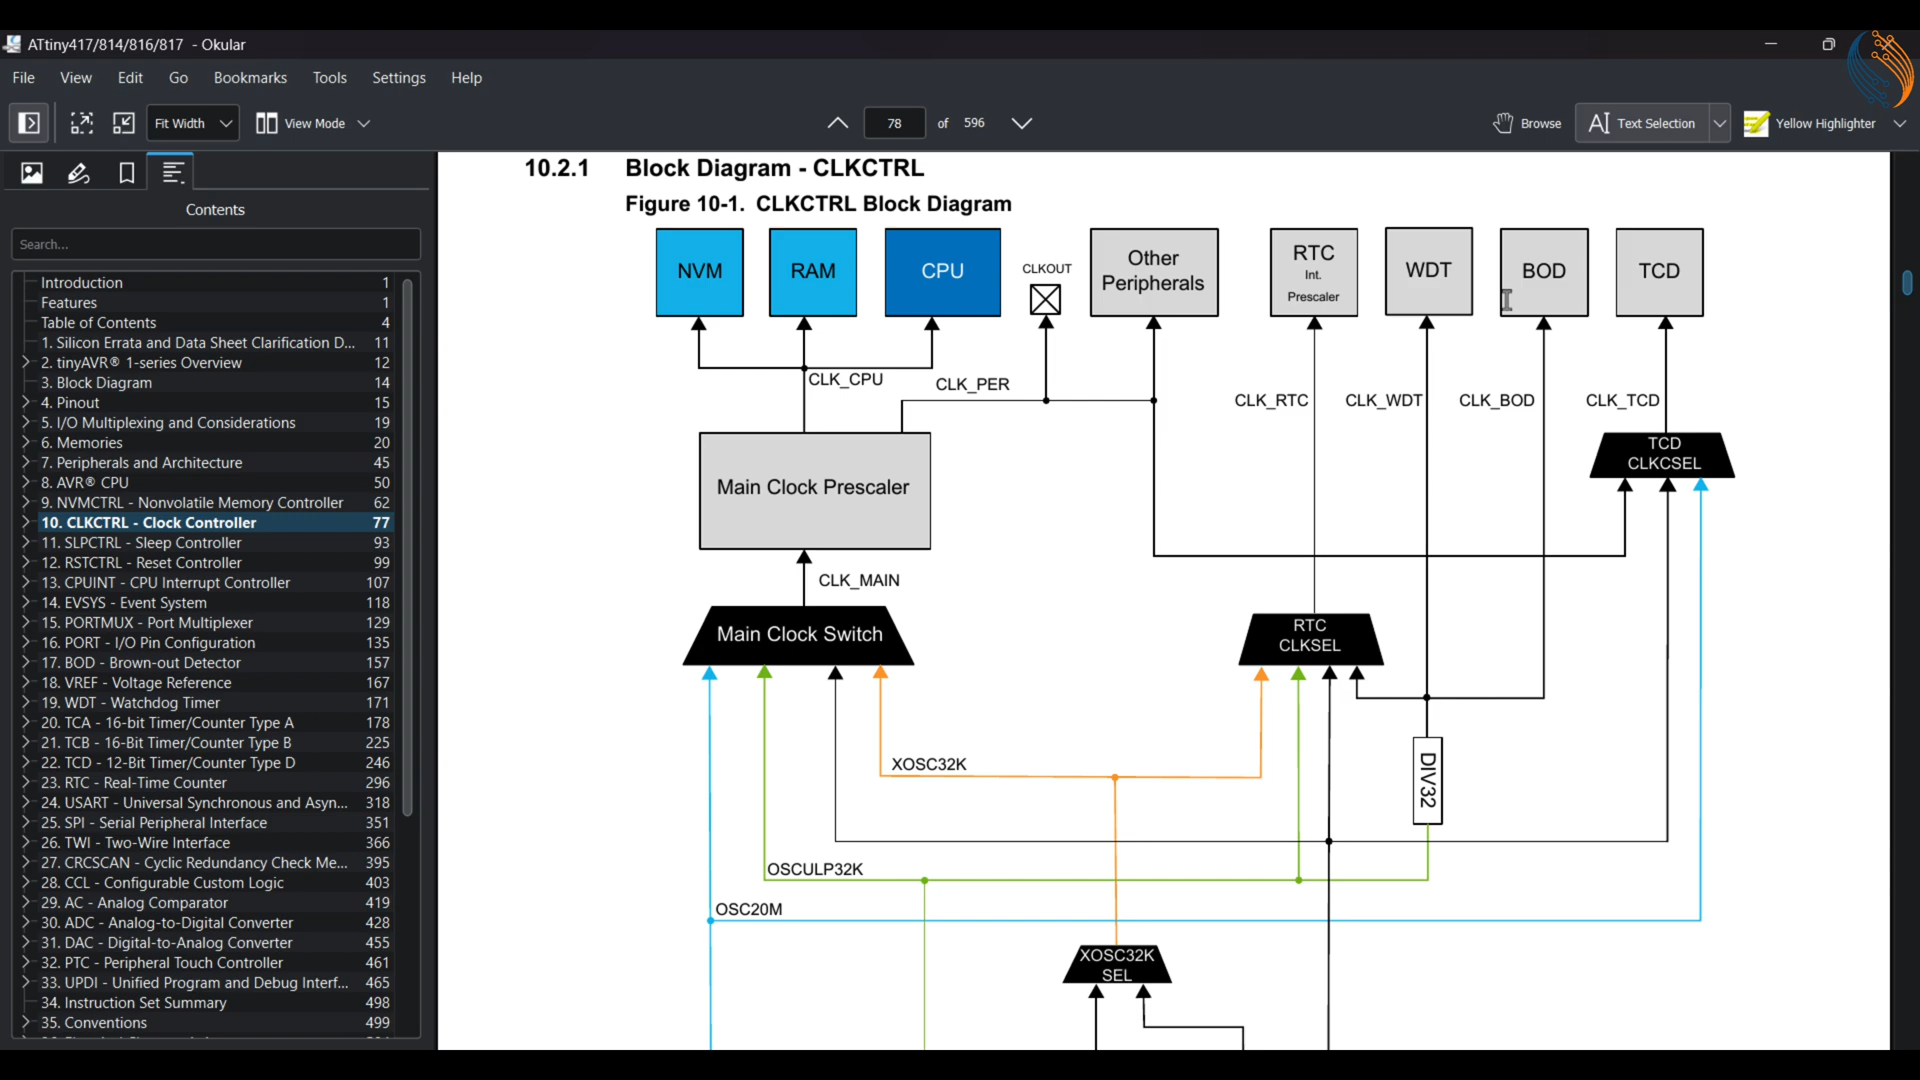 ATtiny417/814/816/817 - Okular
File View Edit Go Bookmarks Tools Settings Help
Fit Width View Mode 78 of 596 Browse Text Selection Yellow Highlighter
Contents
Search...
Introduction 1
Features 1
Table of Contents 4
1. Silicon Errata and Data Sheet Clarification D... 11
2. tinyAVR® 1-series Overview 12
3. Block Diagram 14
4. Pinout 15
5. I/O Multiplexing and Considerations 19
6. Memories 20
7. Peripherals and Architecture 45
8. AVR® CPU 50
9. NVMCTRL - Nonvolatile Memory Controller 62
10. CLKCTRL - Clock Controller 77
11. SLPCTRL - Sleep Controller 93
12. RSTCTRL - Reset Controller 99
13. CPUINT - CPU Interrupt Controller 107
14. EVSYS - Event System 118
15. PORTMUX - Port Multiplexer 129
16. PORT - I/O Pin Configuration 135
17. BOD - Brown-out Detector 157
18. VREF - Voltage Reference 167
19. WDT - Watchdog Timer 171
20. TCA - 16-bit Timer/Counter Type A 178
21. TCB - 16-Bit Timer/Counter Type B 225
22. TCD - 12-Bit Timer/Counter Type D 246
23. RTC - Real-Time Counter 296
24. USART - Universal Synchronous and Asyn... 318
25. SPI - Serial Peripheral Interface 351
26. TWI - Two-Wire Interface 366
27. CRCSCAN - Cyclic Redundancy Check Me... 395
28. CCL - Configurable Custom Logic 403
29. AC - Analog Comparator 419
30. ADC - Analog-to-Digital Converter 428
31. DAC - Digital-to-Analog Converter 455
32. PTC - Peripheral Touch Controller 461
33. UPDI - Unified Program and Debug Interf... 465
34. Instruction Set Summary 498
35. Conventions 499
10.2.1 Block Diagram - CLKCTRL
Figure 10-1. CLKCTRL Block Diagram
NVM
RAM
CPU
CLKOUT
Other
Peripherals
RTC
Int.
Prescaler
WDT
BOD
TCD
CLK_CPU
CLK_PER
CLK_RTC
CLK_WDT
CLK_BOD
CLK_TCD
TCD
CLKCSEL
Main Clock Prescaler
CLK_MAIN
Main Clock Switch
RTC
CLKSEL
XOSC32K
DIV32
OSCULP32K
OSC20M
XOSC32K
SEL